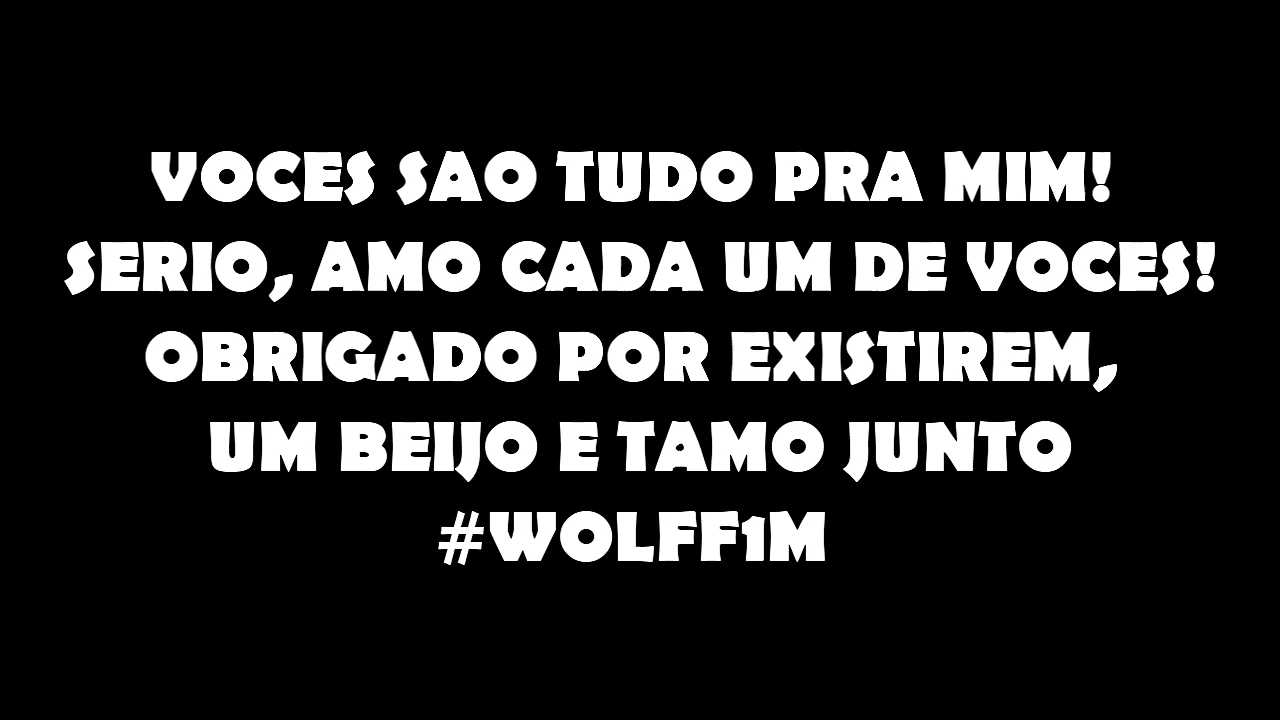 VOCES SAO TUDO PRA MIM!
SERIO, AMO CADA UM DE VOCES!
OBRIGADO POR EXISTIREM,
UM BEIJO E TAMO JUNTO
#WOLFF1M